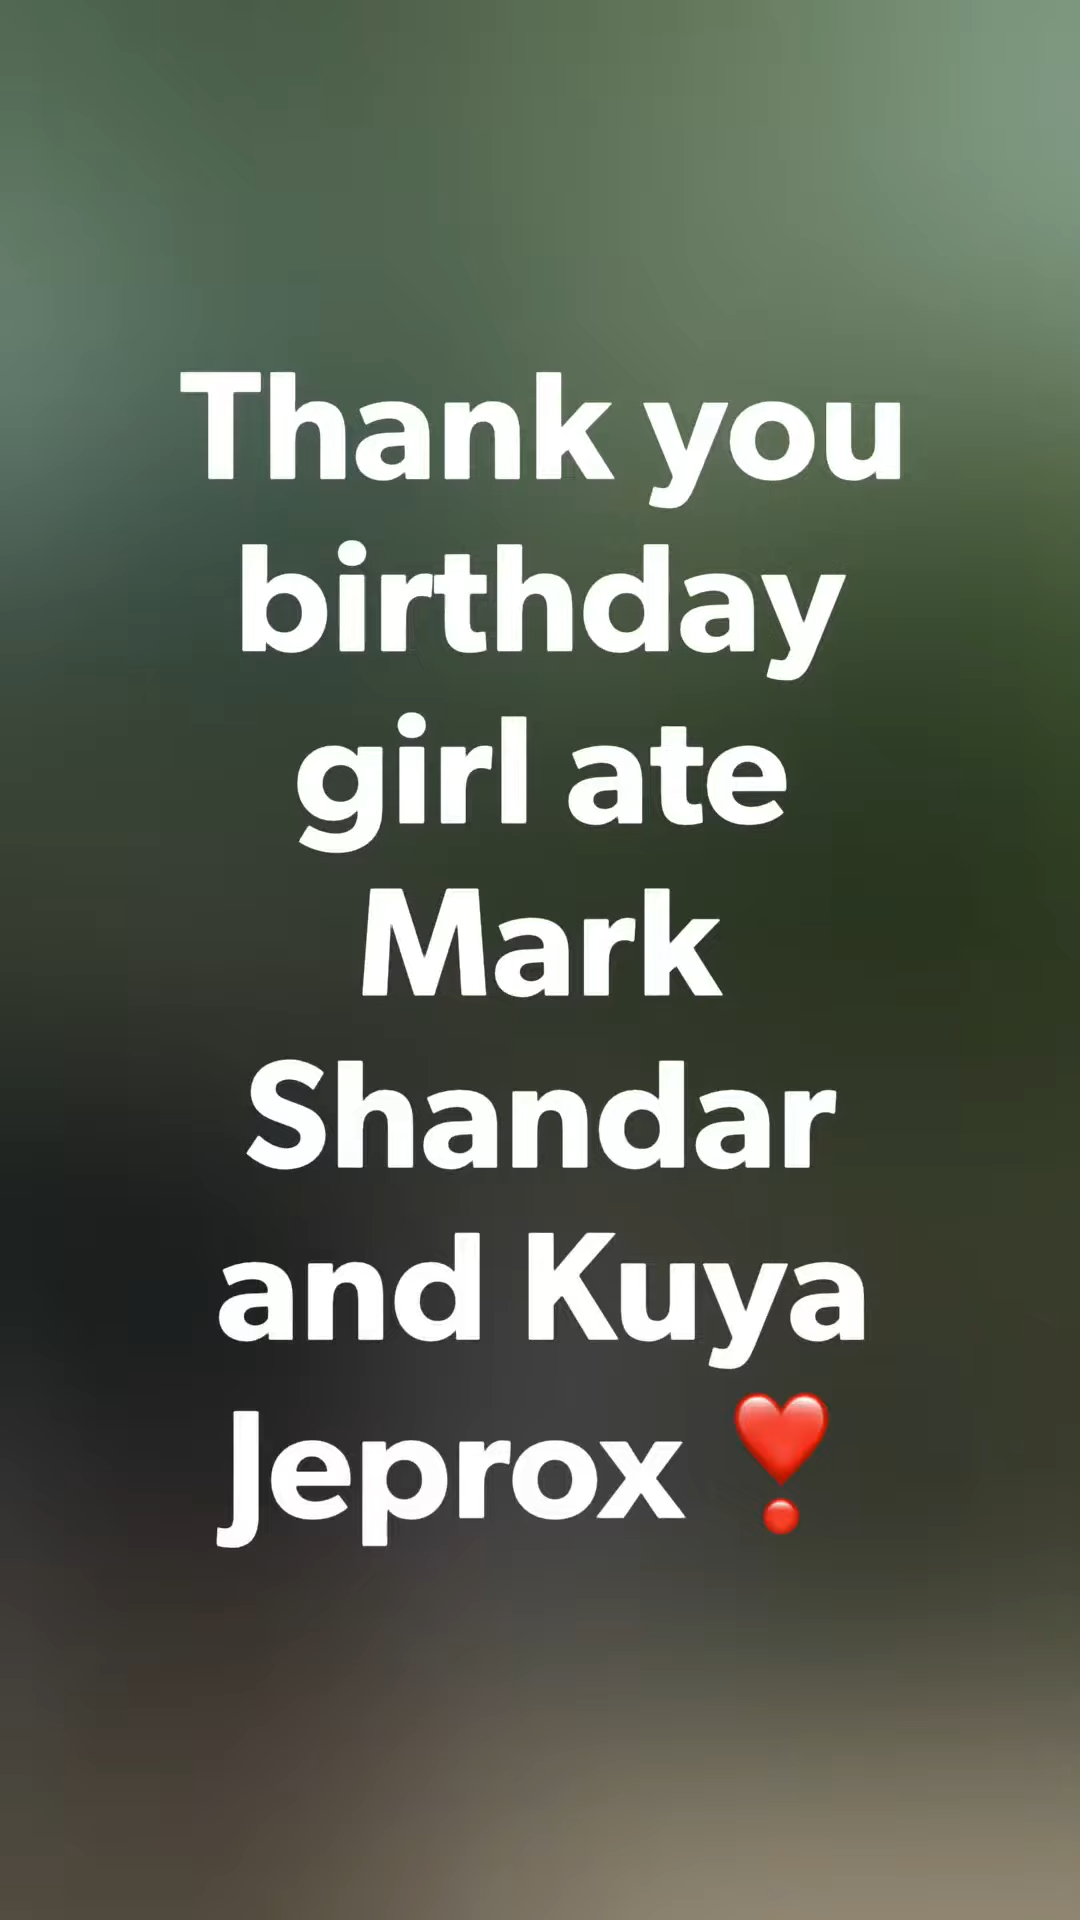 Thank you
birthday
girl ate
Mark
Shandar
and Kuya
Jeprox ❣️